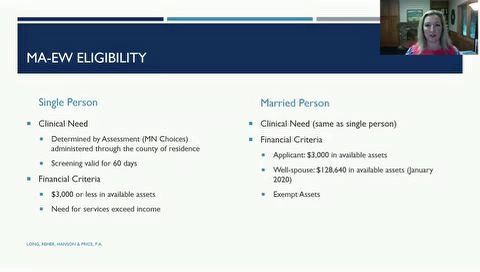 MA-EW ELIGIBILITY
Single Person
Clinical Need
Determined by Assessment (MN Choices)
administered through the county of residence
Screening valid for 60 days
Financial Criteria
$3,000 or less in available assets
Need for services exceed income
Married Person
Clinical Need (same as single person)
Financial Criteria
Applicant: $3,000 in available assets
Well-spouse: $128,640 in available assets (January
2020)
Exempt Assets
LONG, REHER, HANSON & PRICE, P.A.